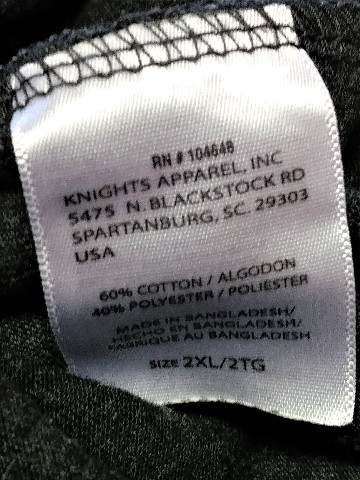 RN # 104648
KNIGHTS APPAREL, INC
5475 N. BLACKSTOCK RD
SPARTANBURG, SC. 29303
USA
60% COTTON / ALGODON
40% POLYESTER / POLIÉSTER
MADE IN BANGLADESH/
HECHO EN BANGLADESH/
FABRIQUE AU BANGLADESH
SIZE 2XL/2TG